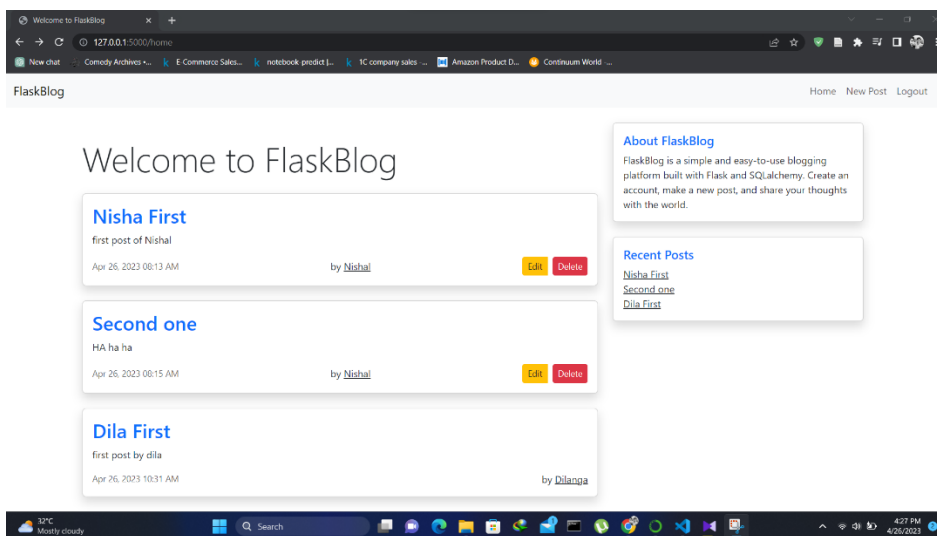 Welcome to FlaskBlog
127.0.0.1:5000/home
New chat Comedy Archives •... E-Commerce Sales... notebook-predict |... 1C company sales -... Amazon Product D... Continuum World -...
FlaskBlog Home New Post Logout
Welcome to FlaskBlog
Nisha First
first post of Nishal
Apr 26, 2023 08:13 AM by Nishal Edit Delete
Second one
HA ha ha
Apr 26, 2023 08:15 AM by Nishal Edit Delete
Dila First
first post by dila
Apr 26, 2023 10:31 AM by Dilanga
About FlaskBlog
FlaskBlog is a simple and easy-to-use blogging
platform built with Flask and SQLalchemy. Create an
account, make a new post, and share your thoughts
with the world.
Recent Posts
Nisha First
Second one
Dila First
32°C
Mostly cloudy
Search
4:27 PM
4/26/2023